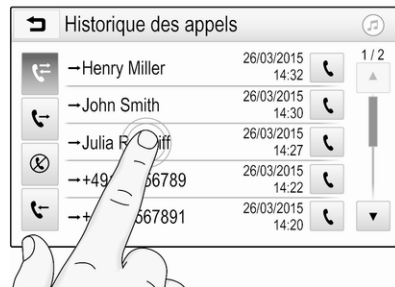 Historique des appels
1 / 2
→Henry Miller 26/03/2015 14:32
→John Smith 26/03/2015 14:30
→Julia 26/03/2015 14:27
26/03/2015 14:22
26/03/2015 14:20